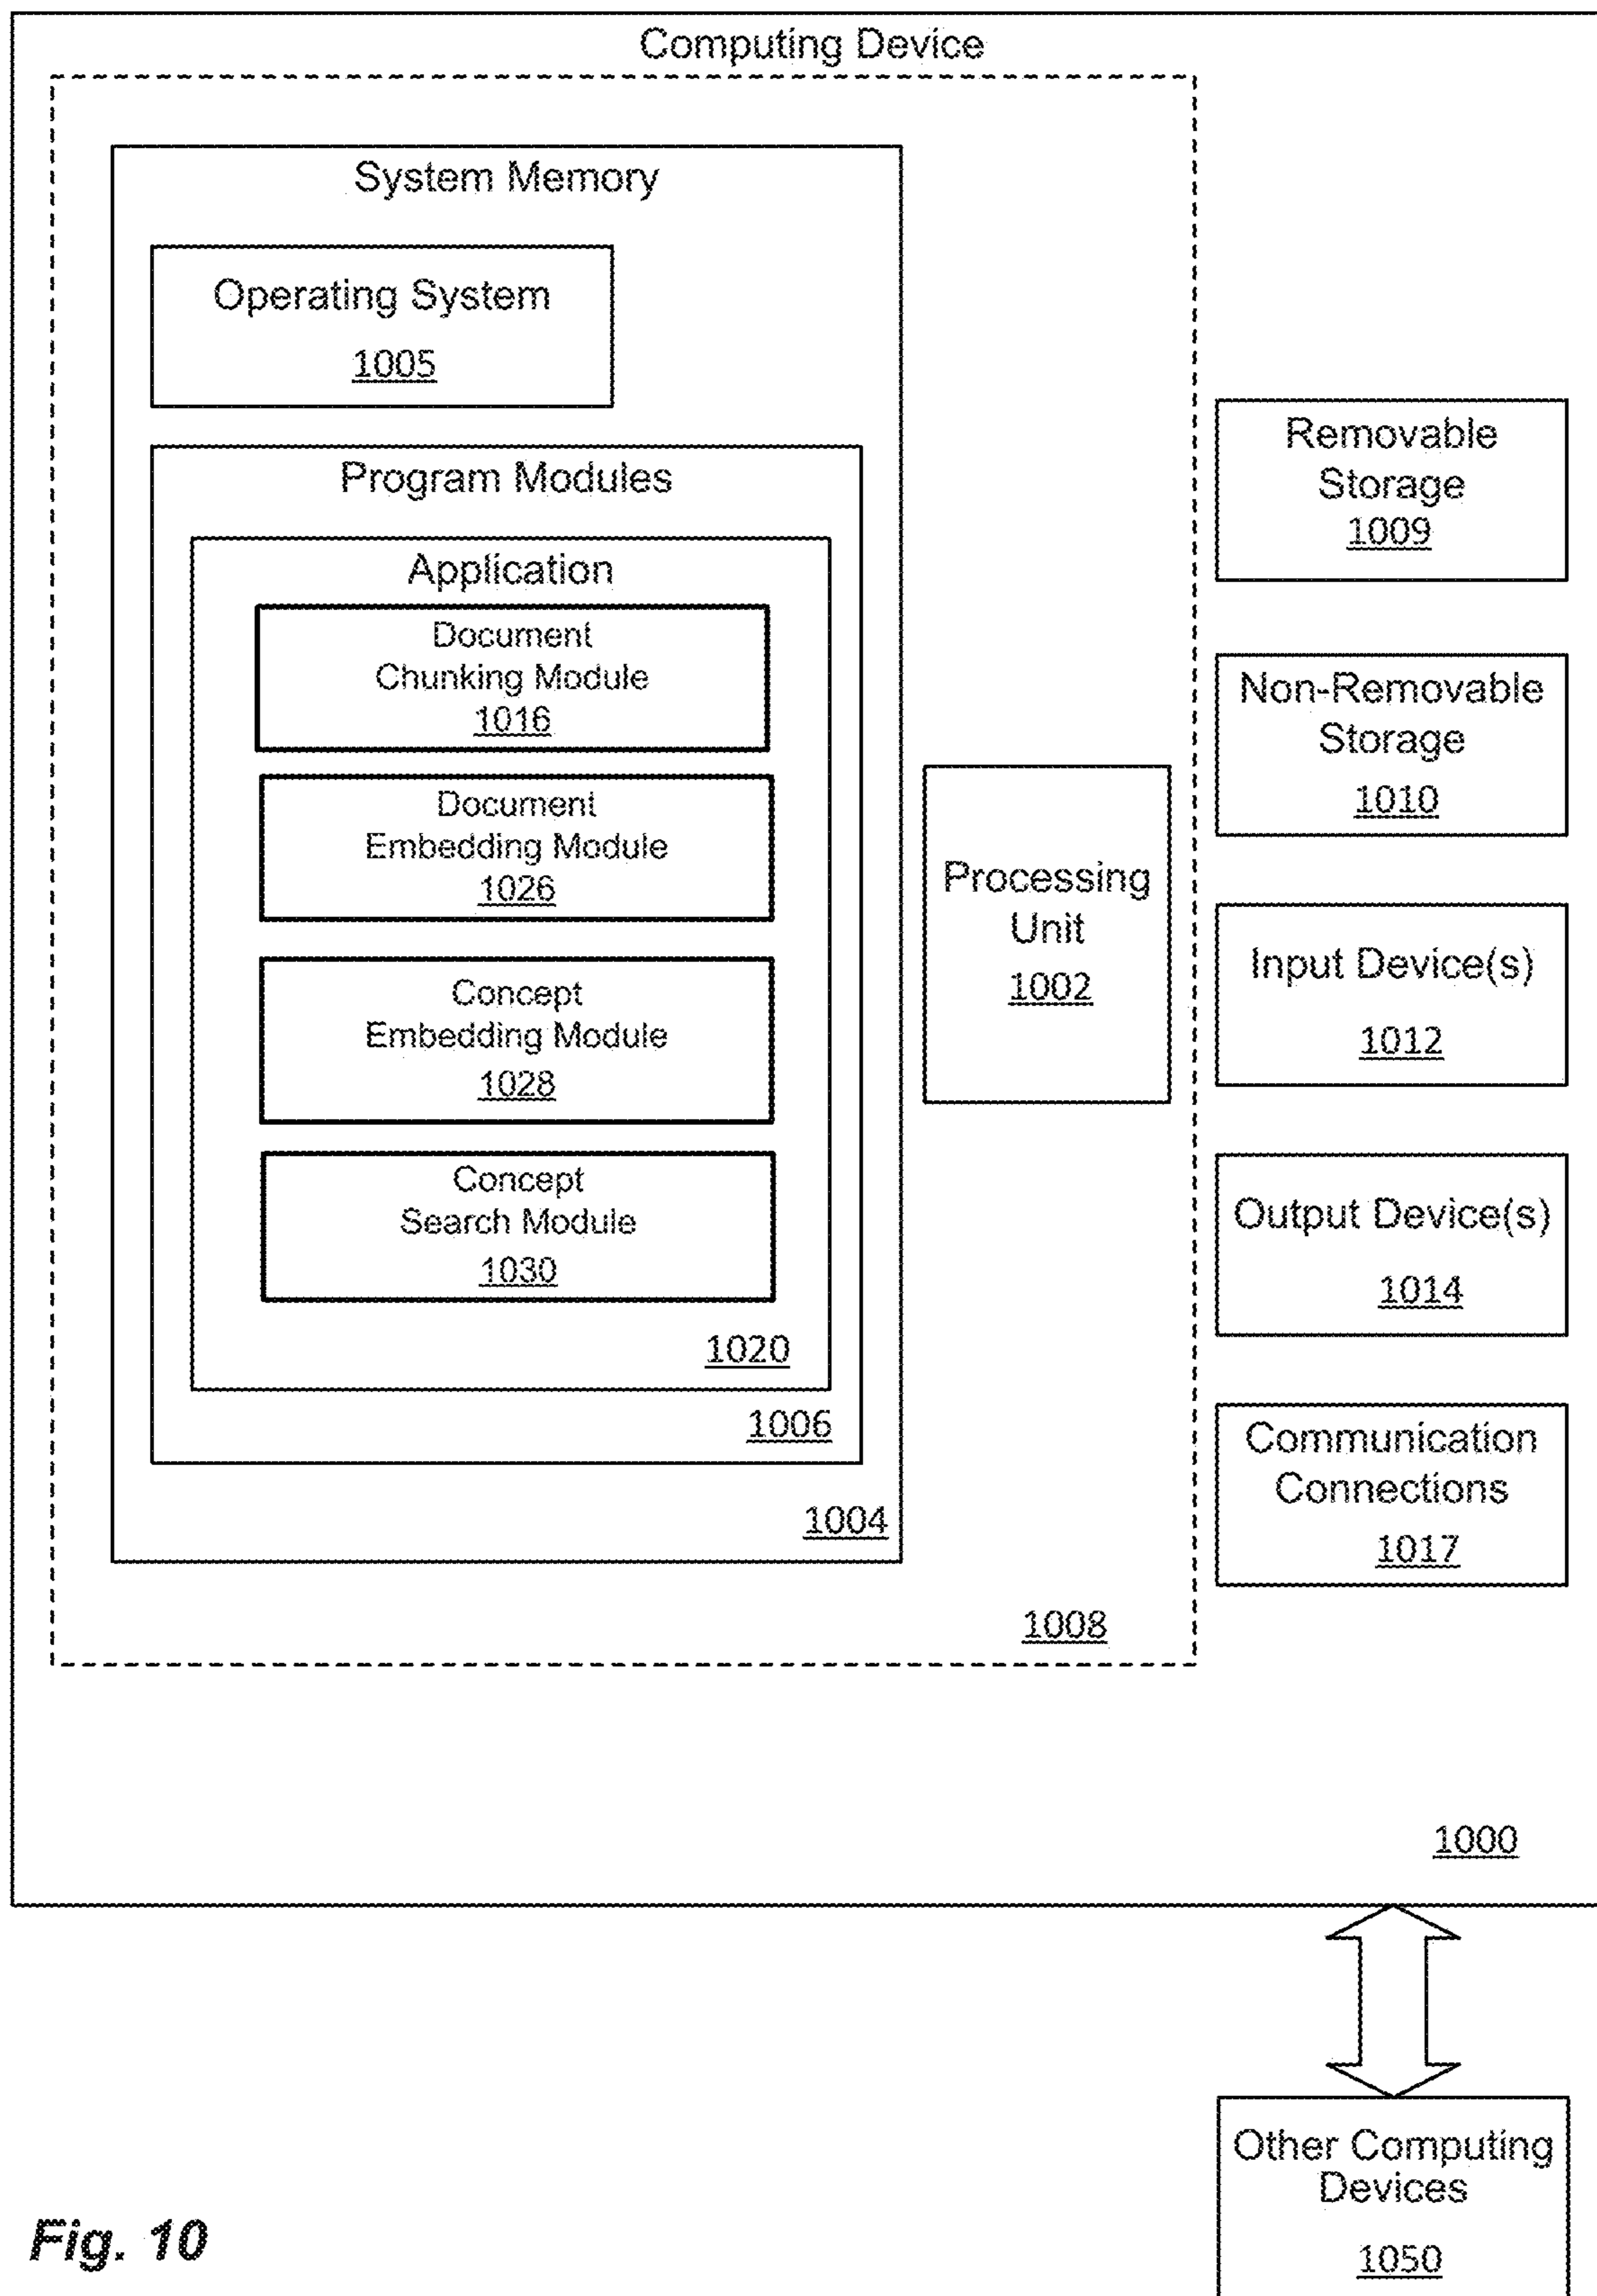 Computing Device
System Memory
Operating System
1005
Program Modules
Application
Document
Chunking Module
1016
Document
Embedding Module
1026
Concept
Embedding Module
1028
Concept
Search Module
1030
1020
1006
1004
Processing
Unit
1002
1008
Removable
Storage
1009
Non-Removable
Storage
1010
Input Device(s)
1012
Output Device(s)
1014
Communication
Connections
1017
1000
Other Computing
Devices
1050
Fig. 10